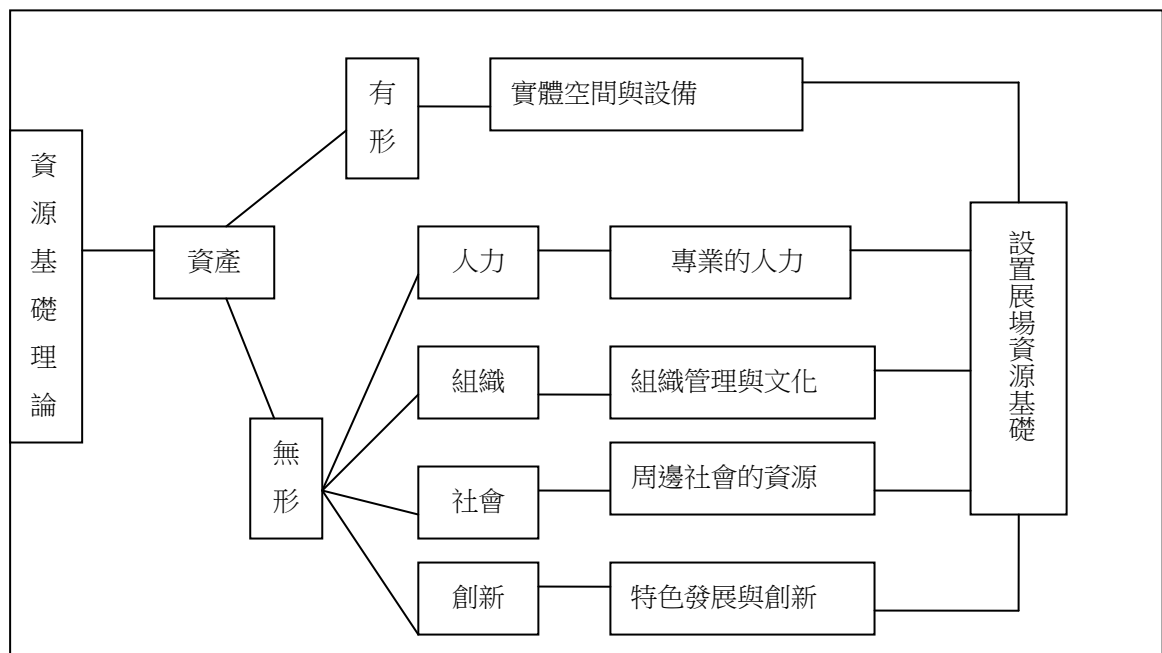 資源基礎理論
資產
有形
實體空間與設備
無形
人力
專業的人力
組織
組織管理與文化
社會
周邊社會的資源
創新
特色發展與創新
設置展場資源基礎